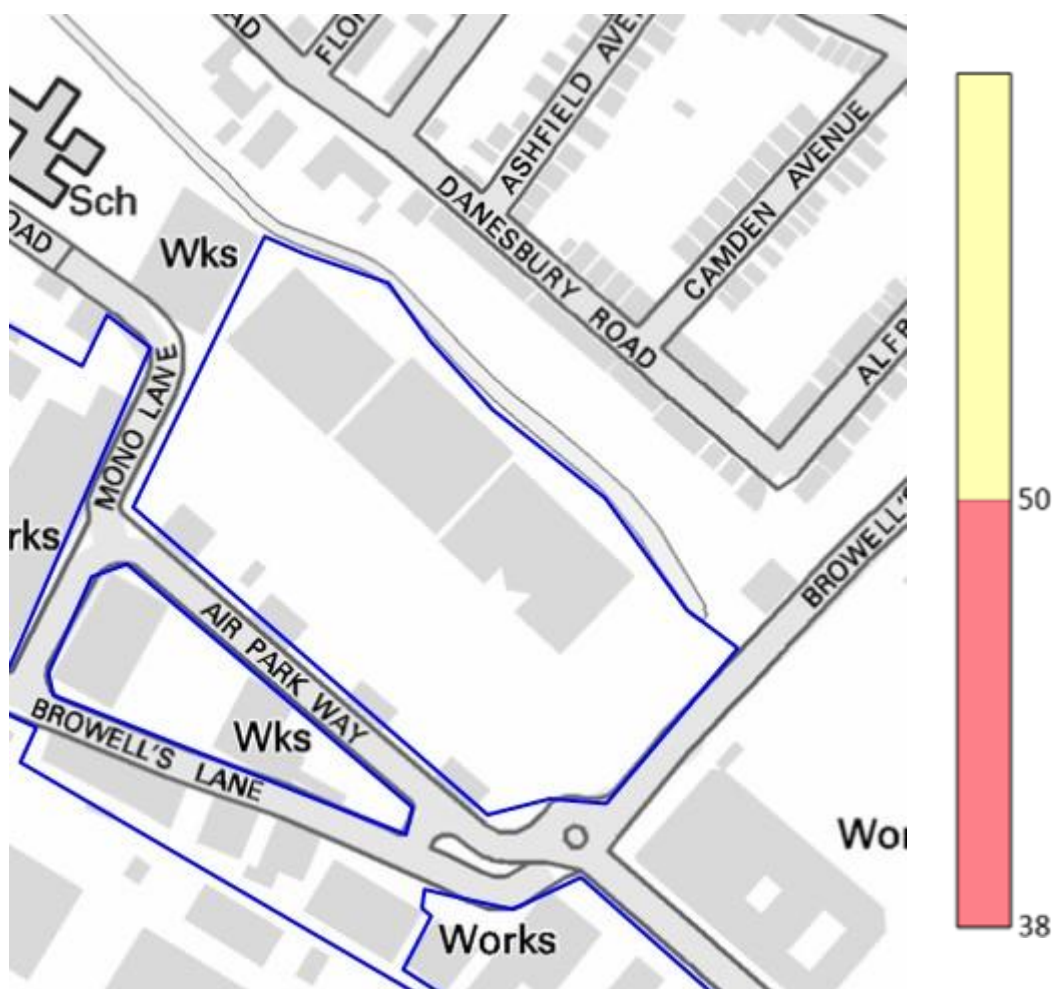 ASHFIELD
CAMDEN AVENUE
Sch
DANESBURY ROAD
Wks
MONO LANE
AIR PARK WAY
Wks
BROWELL'S LANE
Works
50
38